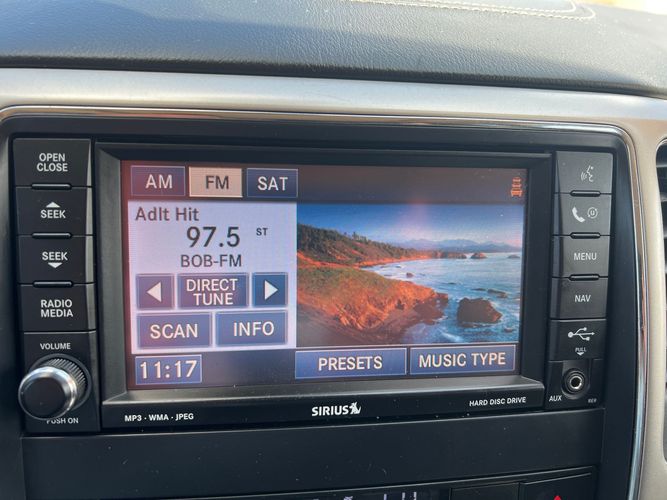 OPEN
CLOSE
SEEK
SEEK
RADIO
MEDIA
VOLUME
PUSH ON
AM
FM
SAT
Adlt Hit
97.5
ST
BOB-FM
DIRECT
TUNE
SCAN
INFO
11:17
PRESETS
MUSIC TYPE
MP3 · WMA · JPEG
SIRIUS
HARD DISC DRIVE
MENU
NAV
PULL
AUX